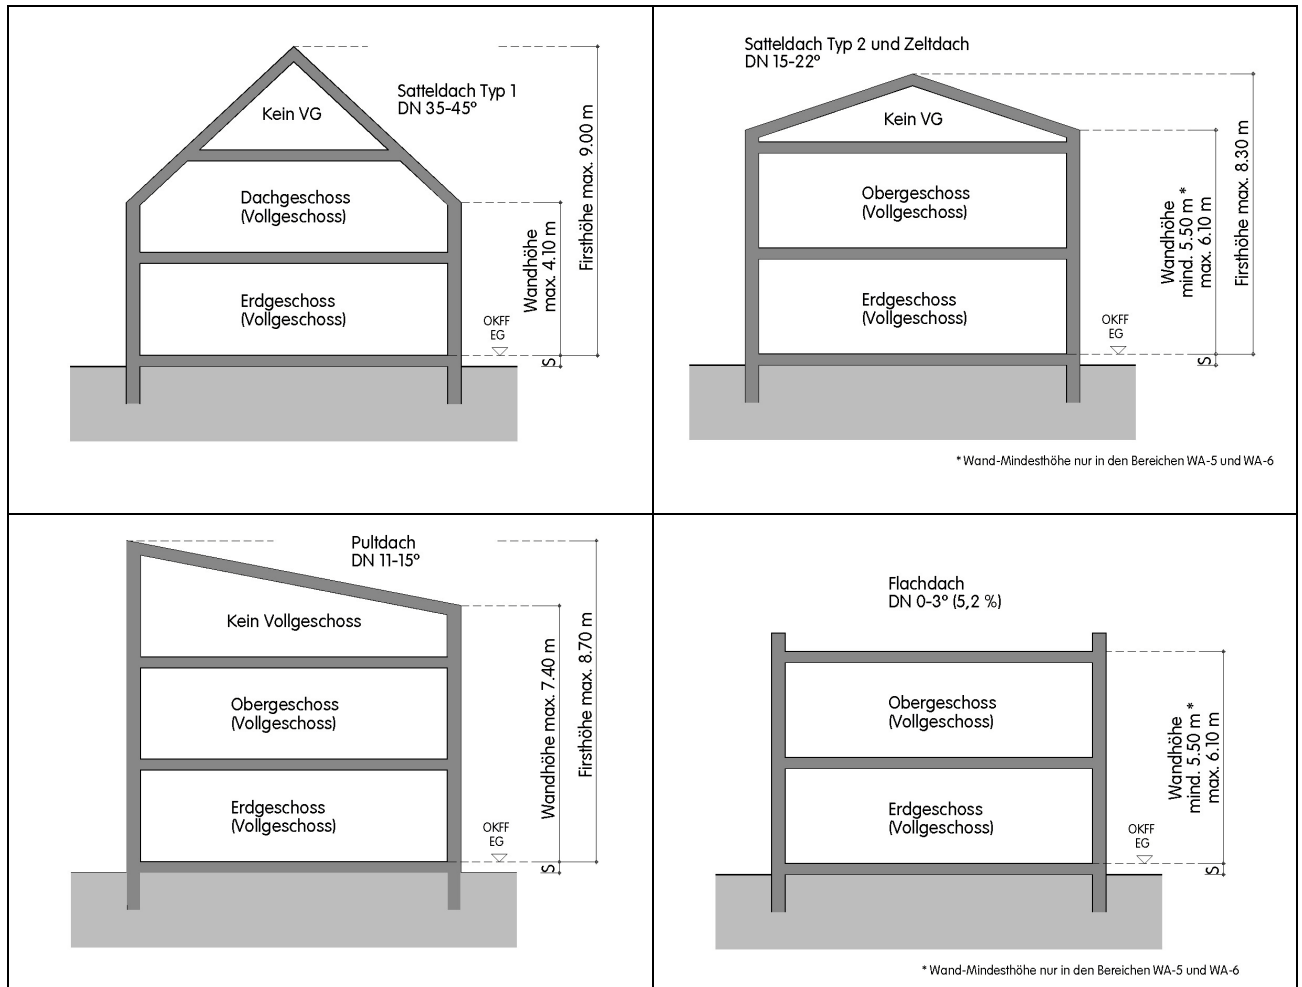 Satteldach Typ 1
DN 35-45°
Kein VG
Dachgeschoss
(Vollgeschoss)
Erdgeschoss
(Vollgeschoss)
OKFF
EG
S
Wandhöhe
max. 4.10 m
Firsthöhe max. 9.00 m
Satteldach Typ 2 und Zeltdach
DN 15-22°
Kein VG
Obergeschoss
(Vollgeschoss)
Erdgeschoss
(Vollgeschoss)
OKFF
EG
S
Wandhöhe
mind. 5.50 m *
max. 6.10 m
Firsthöhe max. 8.30 m
* Wand-Mindesthöhe nur in den Bereichen WA-5 und WA-6
Pultdach
DN 11-15°
Kein Vollgeschoss
Obergeschoss
(Vollgeschoss)
Erdgeschoss
(Vollgeschoss)
OKFF
EG
S
Wandhöhe max. 7.40 m
Firsthöhe max. 8.70 m
Flachdach
DN 0-3° (5,2 %)
Obergeschoss
(Vollgeschoss)
Erdgeschoss
(Vollgeschoss)
OKFF
EG
S
Wandhöhe
mind. 5.50 m *
max. 6.10 m
* Wand-Mindesthöhe nur in den Bereichen WA-5 und WA-6